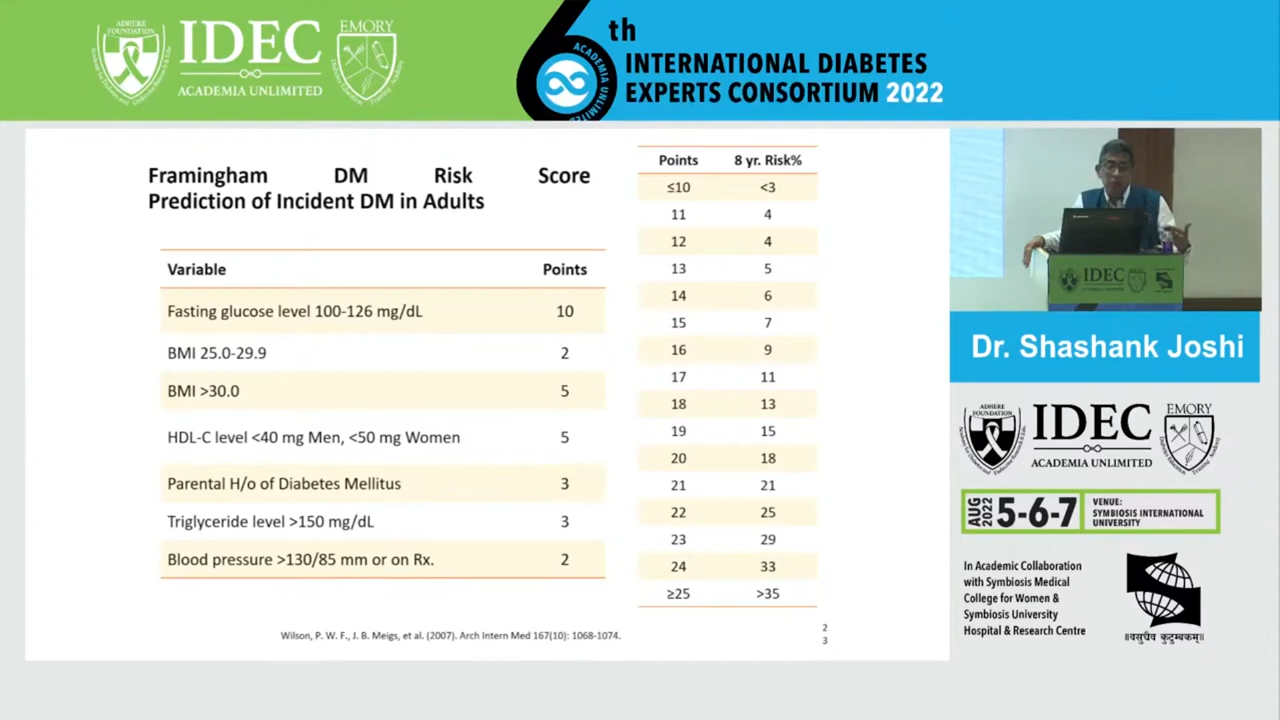 ADHERE
FOUNDATION
IDEC
ACADEMIA UNLIMITED
EMORY
6th
ACADEMIA UNLIMITED
INTERNATIONAL DIABETES
EXPERTS CONSORTIUM 2022
Framingham DM Risk Score
Prediction of Incident DM in Adults
Variable Points
Fasting glucose level 100-126 mg/dL 10
BMI 25.0-29.9 2
BMI >30.0 5
HDL-C level <40 mg Men, <50 mg Women 5
Parental H/o of Diabetes Mellitus 3
Triglyceride level >150 mg/dL 3
Blood pressure >130/85 mm or on Rx. 2
Points 8 yr. Risk%
≤10 <3
11 4
12 4
13 5
14 6
15 7
16 9
17 11
18 13
19 15
20 18
21 21
22 25
23 29
24 33
≥25 >35
Wilson, P. W. F., J. B. Meigs, et al. (2007). Arch Intern Med 167(10): 1068-1074.
2
3
IDEC
Dr. Shashank Joshi
ADHERE
FOUNDATION
IDEC
ACADEMIA UNLIMITED
EMORY
AUG
2022
5-6-7
VENUE:
SYMBIOSIS INTERNATIONAL
UNIVERSITY
In Academic Collaboration
with Symbiosis Medical
College for Women &
Symbiosis University
Hospital & Research Centre
॥वसुधैव कुटुम्बकम्॥